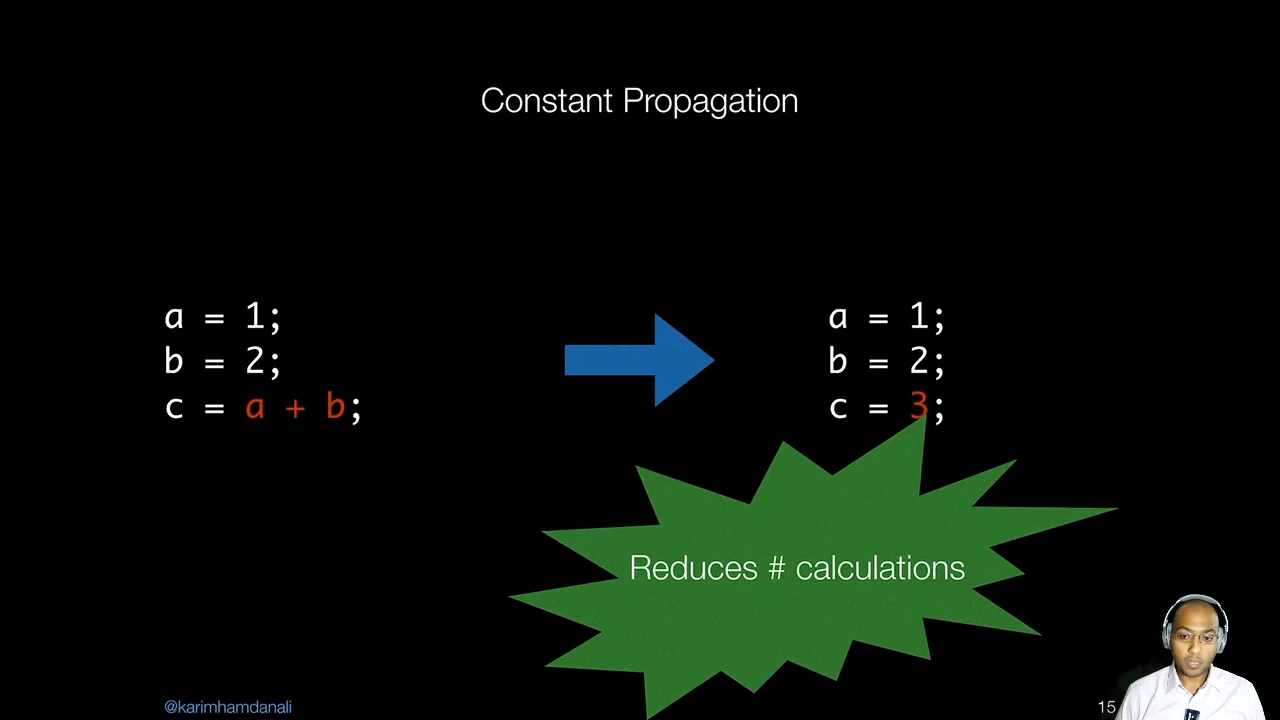 Constant Propagation
a = 1;
b = 2;
c = a + b;
a = 1;
b = 2;
c = 3;
Reduces # calculations
@karimhamdanali
15